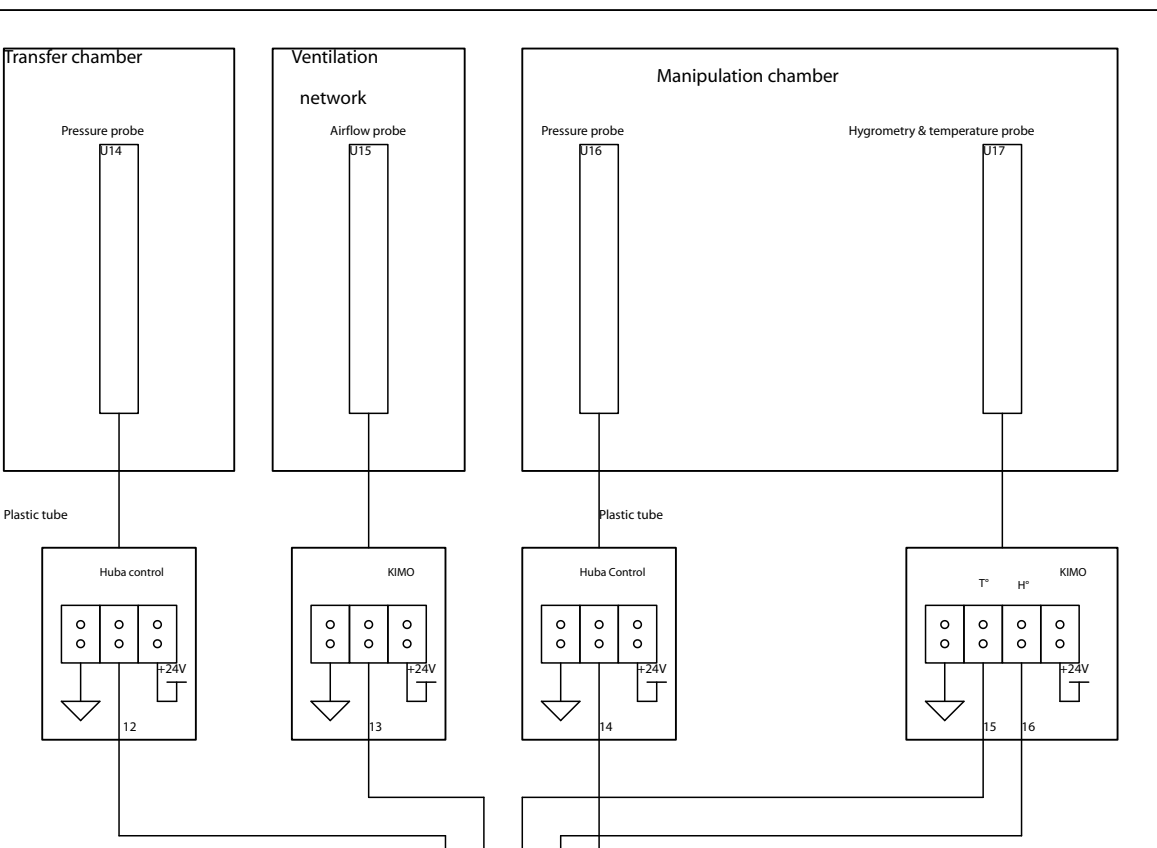 Transfer chamber
Ventilation
network
Manipulation chamber
Pressure probe
Airflow probe
Pressure probe
Hygrometry & temperature probe
U14
U15
U16
U17
Plastic tube
Plastic tube
Huba control
KIMO
Huba Control
T°
H°
KIMO
+24V
+24V
+24V
+24V
12
13
14
15
16